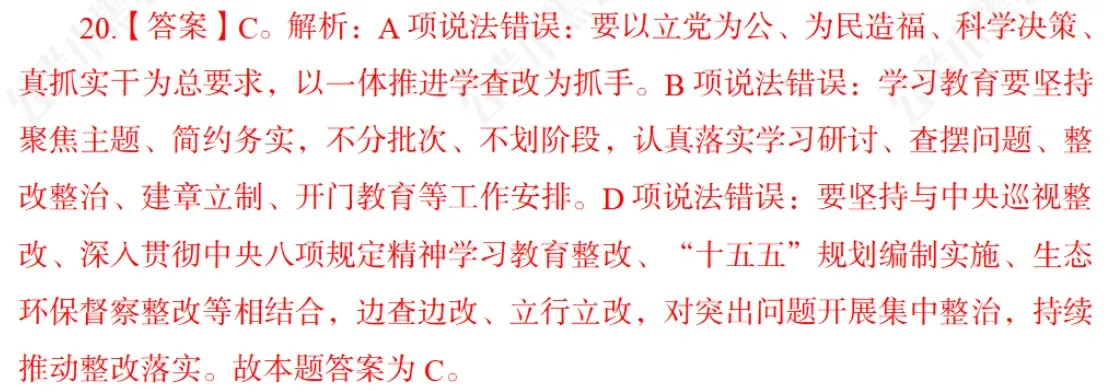 20.【答案】C。解析：A 项说法错误：要以立党为公、为民造福、科学决策、
真抓实干为总要求，以一体推进学查改为抓手。B 项说法错误：学习教育要坚持
聚焦主题、简约务实，不分批次、不划阶段，认真落实学习研讨、查摆问题、整
改整治、建章立制、开门教育等工作安排。D 项说法错误：要坚持与中央巡视整
改、深入贯彻中央八项规定精神学习教育整改、“十五五”规划编制实施、生态
环保督察整改等相结合，边查边改、立行立改，对突出问题开展集中整治，持续
推动整改落实。故本题答案为 C。